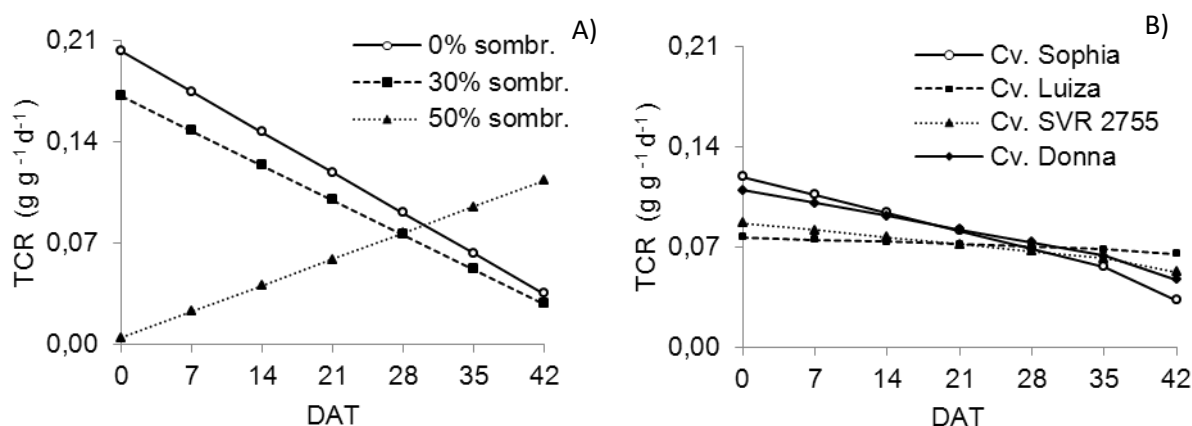 A)
0,21
0,14
0,07
0,00
TCR (g g -1 d-1 )
0% sombr.
30% sombr.
50% sombr.
0 7 14 21 28 35 42
DAT
B)
0,21
0,14
0,07
0,00
TCR (g g -1 d-1 )
Cv. Sophia
Cv. Luiza
Cv. SVR 2755
Cv. Donna
0 7 14 21 28 35 42
DAT